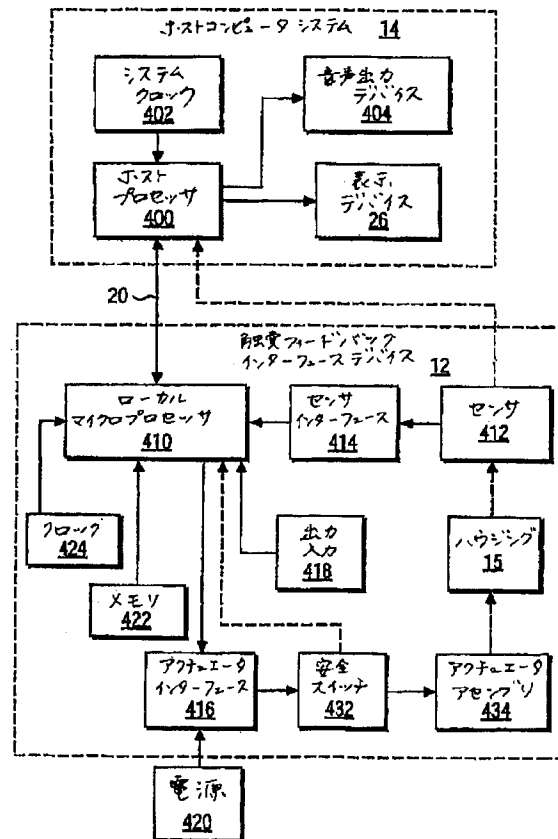 ホストコンピュータ システム 14
システム
クロック
402
音声出力
デバイス
404
ホスト
プロセッサ
400
表示
デバイス
26
20
触覚フィードバック
インターフェースデバイス 12
ローカル
マイクロプロセッサ
410
センサ
インターフェース
414
センサ
412
クロック
424
メモリ
422
出力
入力
418
ハウジング
15
アクチュエータ
インターフェース
416
安全
スイッチ
432
アクチュエータ
アセンブリ
434
電源
420